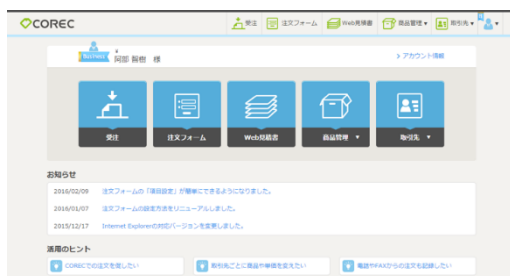 COREC
受注 注文フォーム Web見積書 商品管理 ▾ 取引先 ▾
Business 阿部 智樹 様 > アカウント情報
受注 注文フォーム Web見積書 商品管理 ▼ 取引先 ▼
お知らせ
2016/02/09 注文フォームの「項目設定」が簡単にできるようになりました。
2016/01/07 注文フォームの設定方法をリニューアルしました。
2015/12/17 Internet Explorerの対応バージョンを変更しました。
活用のヒント
CORECでの注文を促したい 取引先ごとに商品や単価を変えたい 電話やFAXからの注文も記録したい